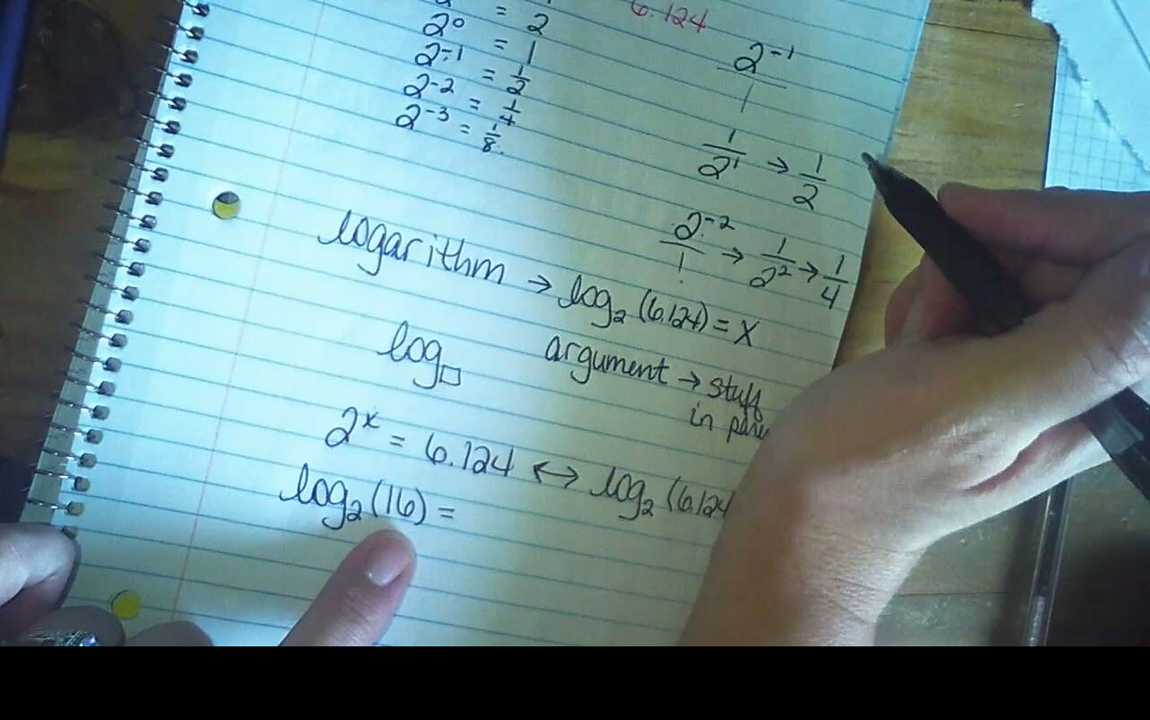 = 2
2⁰ = 1
2⁻¹ = 1/2
2⁻² = 1/4
2⁻³ = 1/8.
6.124
2⁻¹/1
1/2¹ → 1/2
2⁻²/1 → 1/2² → 1/4
logarithm → log₂ (6.124) = x
log□
argument → stuff
in
2ˣ = 6.124 ↔ log₂ (6.124
log₂(16) =